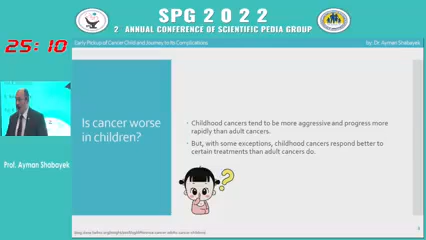 SPG 2022
2 ANNUAL CONFERENCE OF SCIENTIFIC PEDIA GROUP
25:10
Early Pickup of Cancer Child and Journey to its Complications
by: Dr. Ayman Shabayek
Is cancer worse
in children?
• Childhood cancers tend to be more aggressive and progress more
rapidly than adult cancers.
• But, with some exceptions, childhood cancers respond better to
certain treatments than adult cancers do.
Prof. Ayman Shabayek